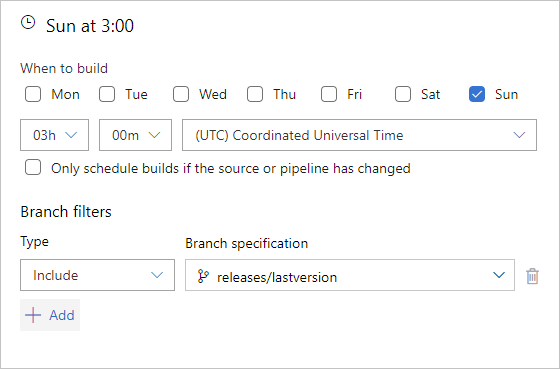 Sun at 3:00
When to build
Mon Tue Wed Thu Fri Sat Sun
03h 00m (UTC) Coordinated Universal Time
Only schedule builds if the source or pipeline has changed
Branch filters
Type Branch specification
Include releases/lastversion
Add